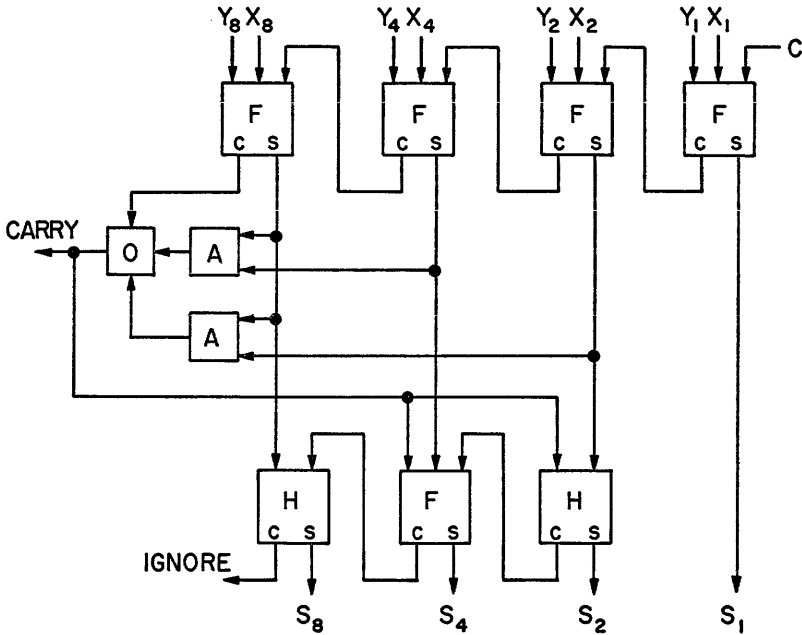 Y8 X8 Y4 X4 Y2 X2 Y1 X1
C
F F F F
C S C S C S C S
CARRY
O A
A
H F H
C S C S C S
IGNORE
S8 S4 S2 S1